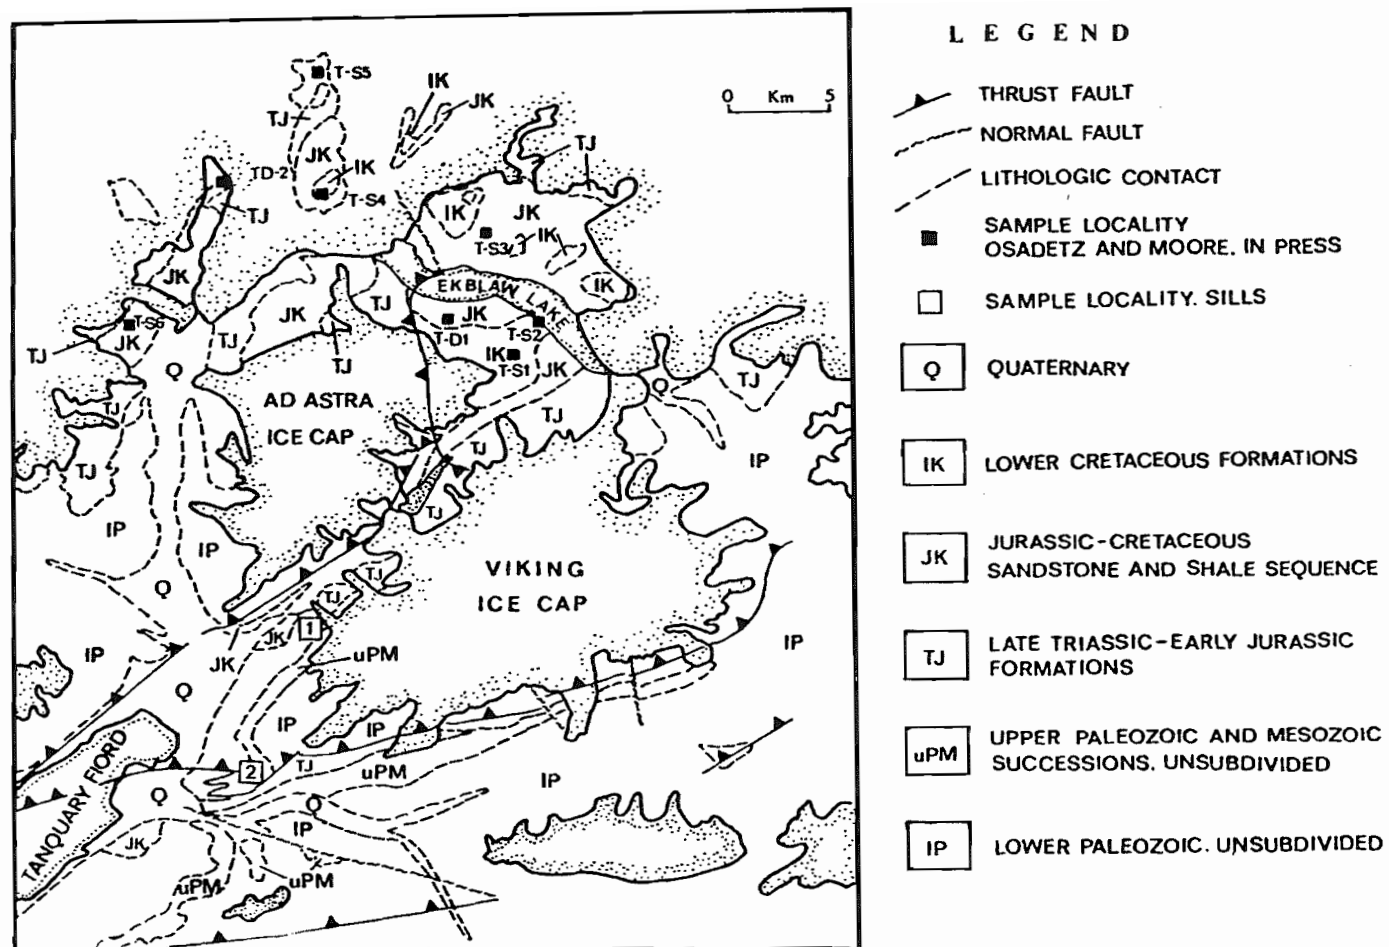 T-S5
IK
JK
0 Km 5
TJ
TJ
JK
IK
TD-2
T-S4
TJ
IK
JK
T-S3
IK
JK
IK
EKBLAW LAKE
TJ
JK
JK
T-D1
T-S2
T-S6
JK
TJ
TJ
TJ
IK
T-S1
JK
Q
Q
TJ
AD ASTRA
ICE CAP
TJ
TJ
TJ
TJ
IP
TJ
IP
IP
VIKING
ICE CAP
Q
TJ
TJ
1
JK
IP
JK
uPM
IP
Q
IP
IP
TANQUARY FIORD
2
TJ
uPM
IP
Q
Q
IP
JK
uPM
uPM
LEGEND
THRUST FAULT
NORMAL FAULT
LITHOLOGIC CONTACT
SAMPLE LOCALITY
OSADETZ AND MOORE. IN PRESS
SAMPLE LOCALITY. SILLS
Q QUATERNARY
IK LOWER CRETACEOUS FORMATIONS
JK JURASSIC-CRETACEOUS
SANDSTONE AND SHALE SEQUENCE
TJ LATE TRIASSIC-EARLY JURASSIC
FORMATIONS
uPM UPPER PALEOZOIC AND MESOZOIC
SUCCESSIONS. UNSUBDIVIDED
IP LOWER PALEOZOIC. UNSUBDIVIDED